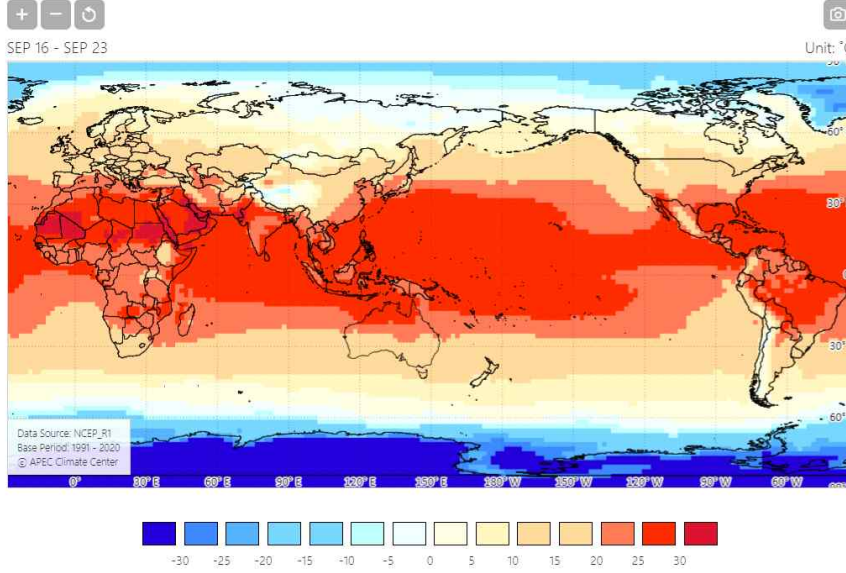 SEP 16 - SEP 23
Unit: °C
60°
30°
30°
60°
Data Source: NCEP_R1
Base Period: 1991 - 2020
© APEC Climate Center
0° 30° E 60° E 90° E 120° E 150° E 180° W 150° W 120° W 90° W 60° W
-30 -25 -20 -15 -10 -5 0 5 10 15 20 25 30